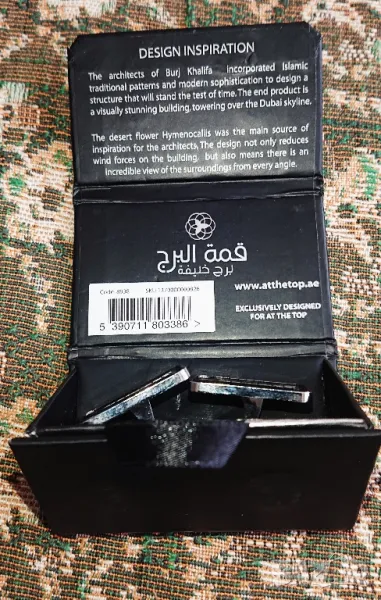 DESIGN INSPIRATION
The architects of Burj Khalifa incorporated Islamic
traditional patterns and modern sophistication to design a
structure that will stand the test of time. The end product is
a visually stunning building, towering over the Dubai skyline.
The desert flower Hymenocallis was the main source of
inspiration for the architects. The design not only reduces
wind forces on the building, but also means there is an
incredible view of the surroundings from every angle.
قمة البرج
برج خليفة
www.atthetop.ae
EXCLUSIVELY DESIGNED
FOR AT THE TOP
5 390711 803386 >